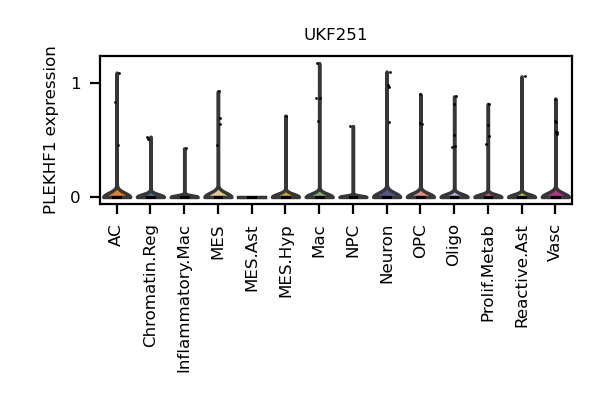 UKF251
PLEKHF1 expression
1
0
AC
Chromatin.Reg
Inflammatory.Mac
MES
MES.Ast
MES.Hyp
Mac
NPC
Neuron
OPC
Oligo
Prolif.Metab
Reactive.Ast
Vasc